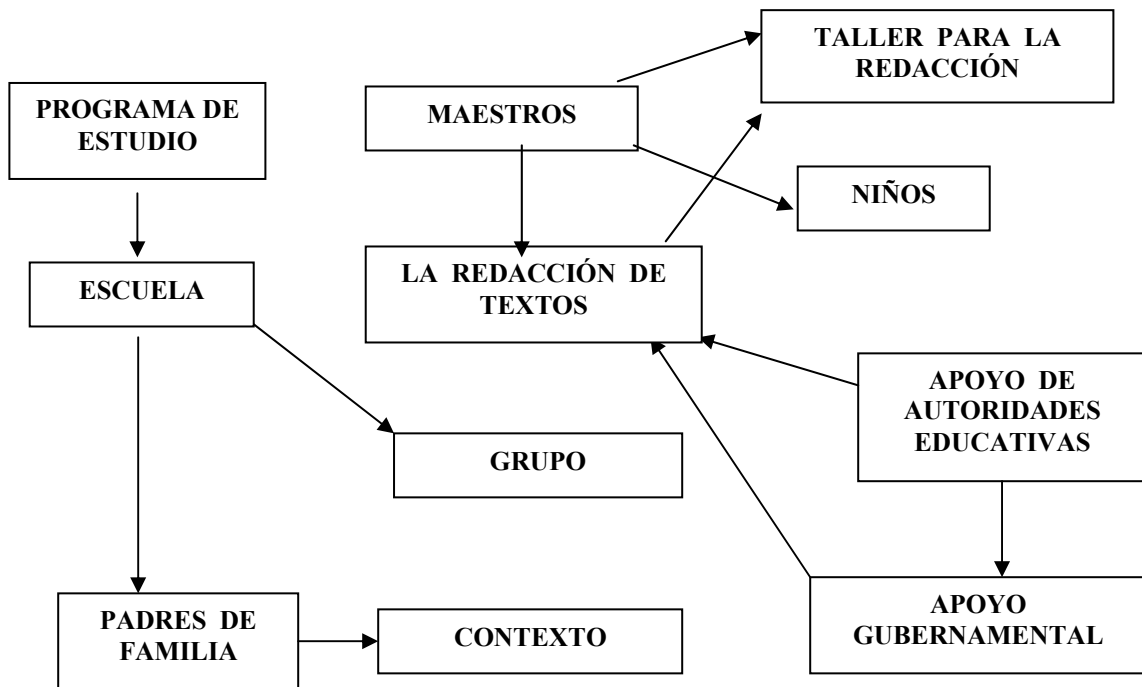 TALLER PARA LA
REDACCIÓN
PROGRAMA DE
ESTUDIO
MAESTROS
NIÑOS
LA REDACCIÓN DE
TEXTOS
ESCUELA
APOYO DE
AUTORIDADES
EDUCATIVAS
GRUPO
PADRES DE
FAMILIA
CONTEXTO
APOYO
GUBERNAMENTAL